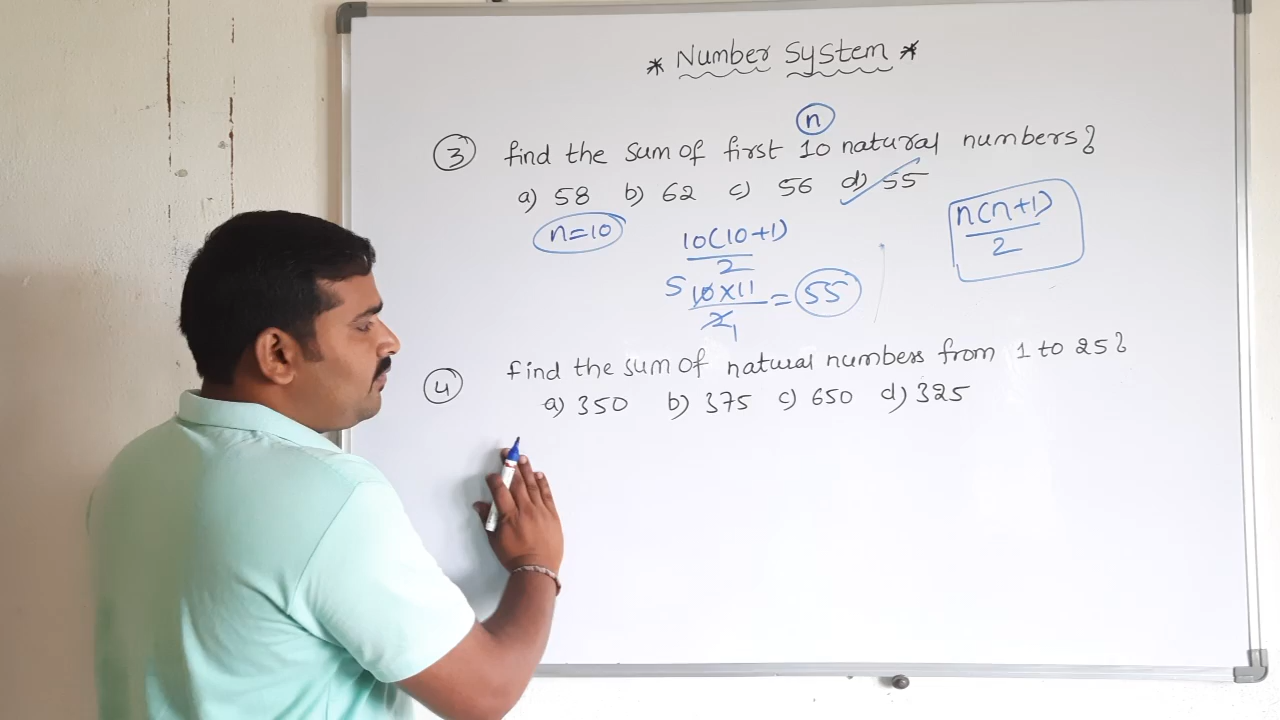 * Number System *
n
③ find the sum of first 10 natural numbers?
a) 58 b) 62 c) 56 d) 55
n=10
10(10+1)
2
n(n+1)
2
5 10 x 11
2 1
= 55
④ find the sum of natural numbers from 1 to 25?
a) 350 b) 375 c) 650 d) 325